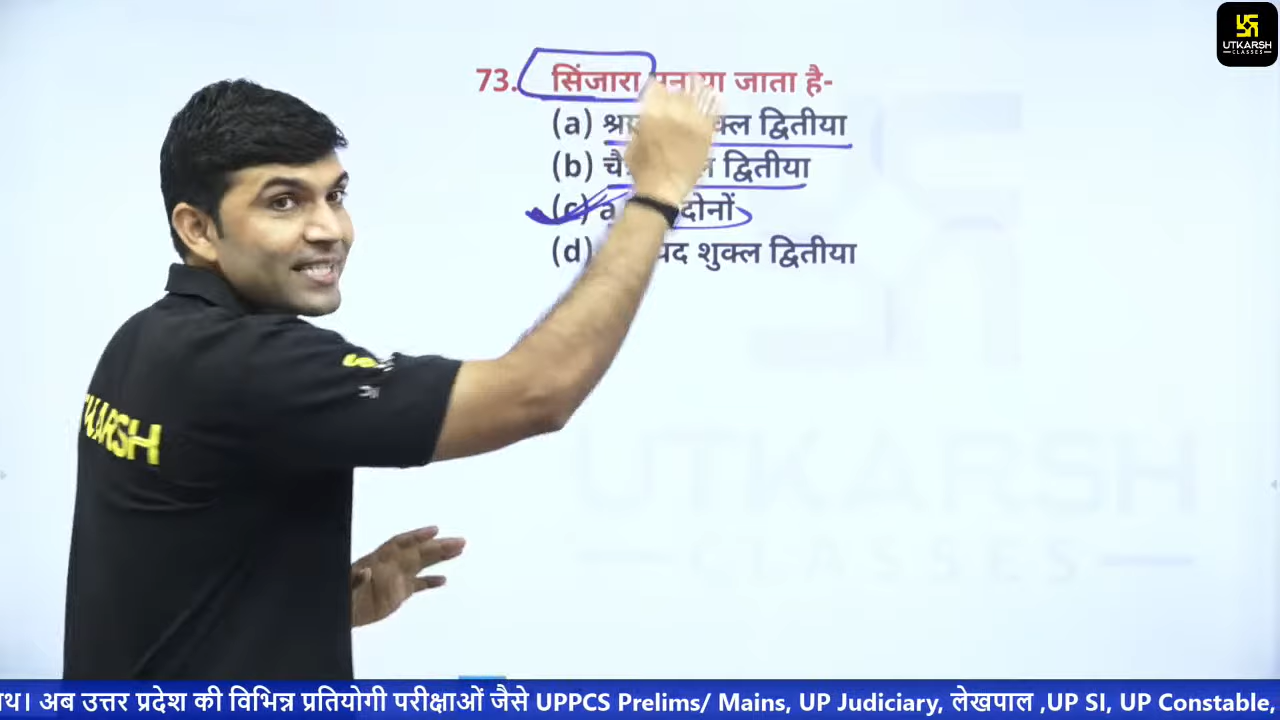 UTKARSH
CLASSES
73. सिंजारा जाता है-
(a) शुक्ल द्वितीया
(b) द्वितीया
(c) a दोनों
(d) शुक्ल द्वितीया
UTKARSH
CLASSES
अब उत्तर प्रदेश की विभिन्न प्रतियोगी परीक्षाओं जैसे UPPCS Prelims/ Mains, UP Judiciary, लेखपाल ,UP SI, UP Constable,